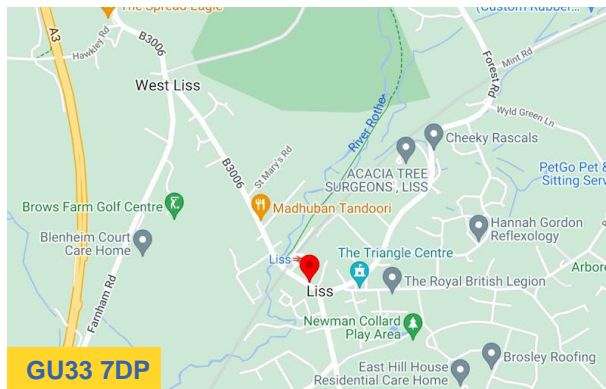 The Spread Eagle
(Custom Rubber...
A3
Hawkley Rd
B3006
Mint Rd
Forest Rd
West Liss
River Rother
Wyld Green Ln
Cheeky Rascals
B3006
St Mary's Rd
ACACIA TREE
SURGEONS , LISS
PetGo Pet &
Sitting Serv
Brows Farm Golf Centre
Madhuban Tandoori
Hannah Gordon
Reflexology
Blenheim Court
Care Home
Liss
The Triangle Centre
Arbore
Farnham Rd
Liss
The Royal British Legion
Newman Collard
Play Area
Brosley Roofing
East Hill House
Residential Care Home
GU33 7DP